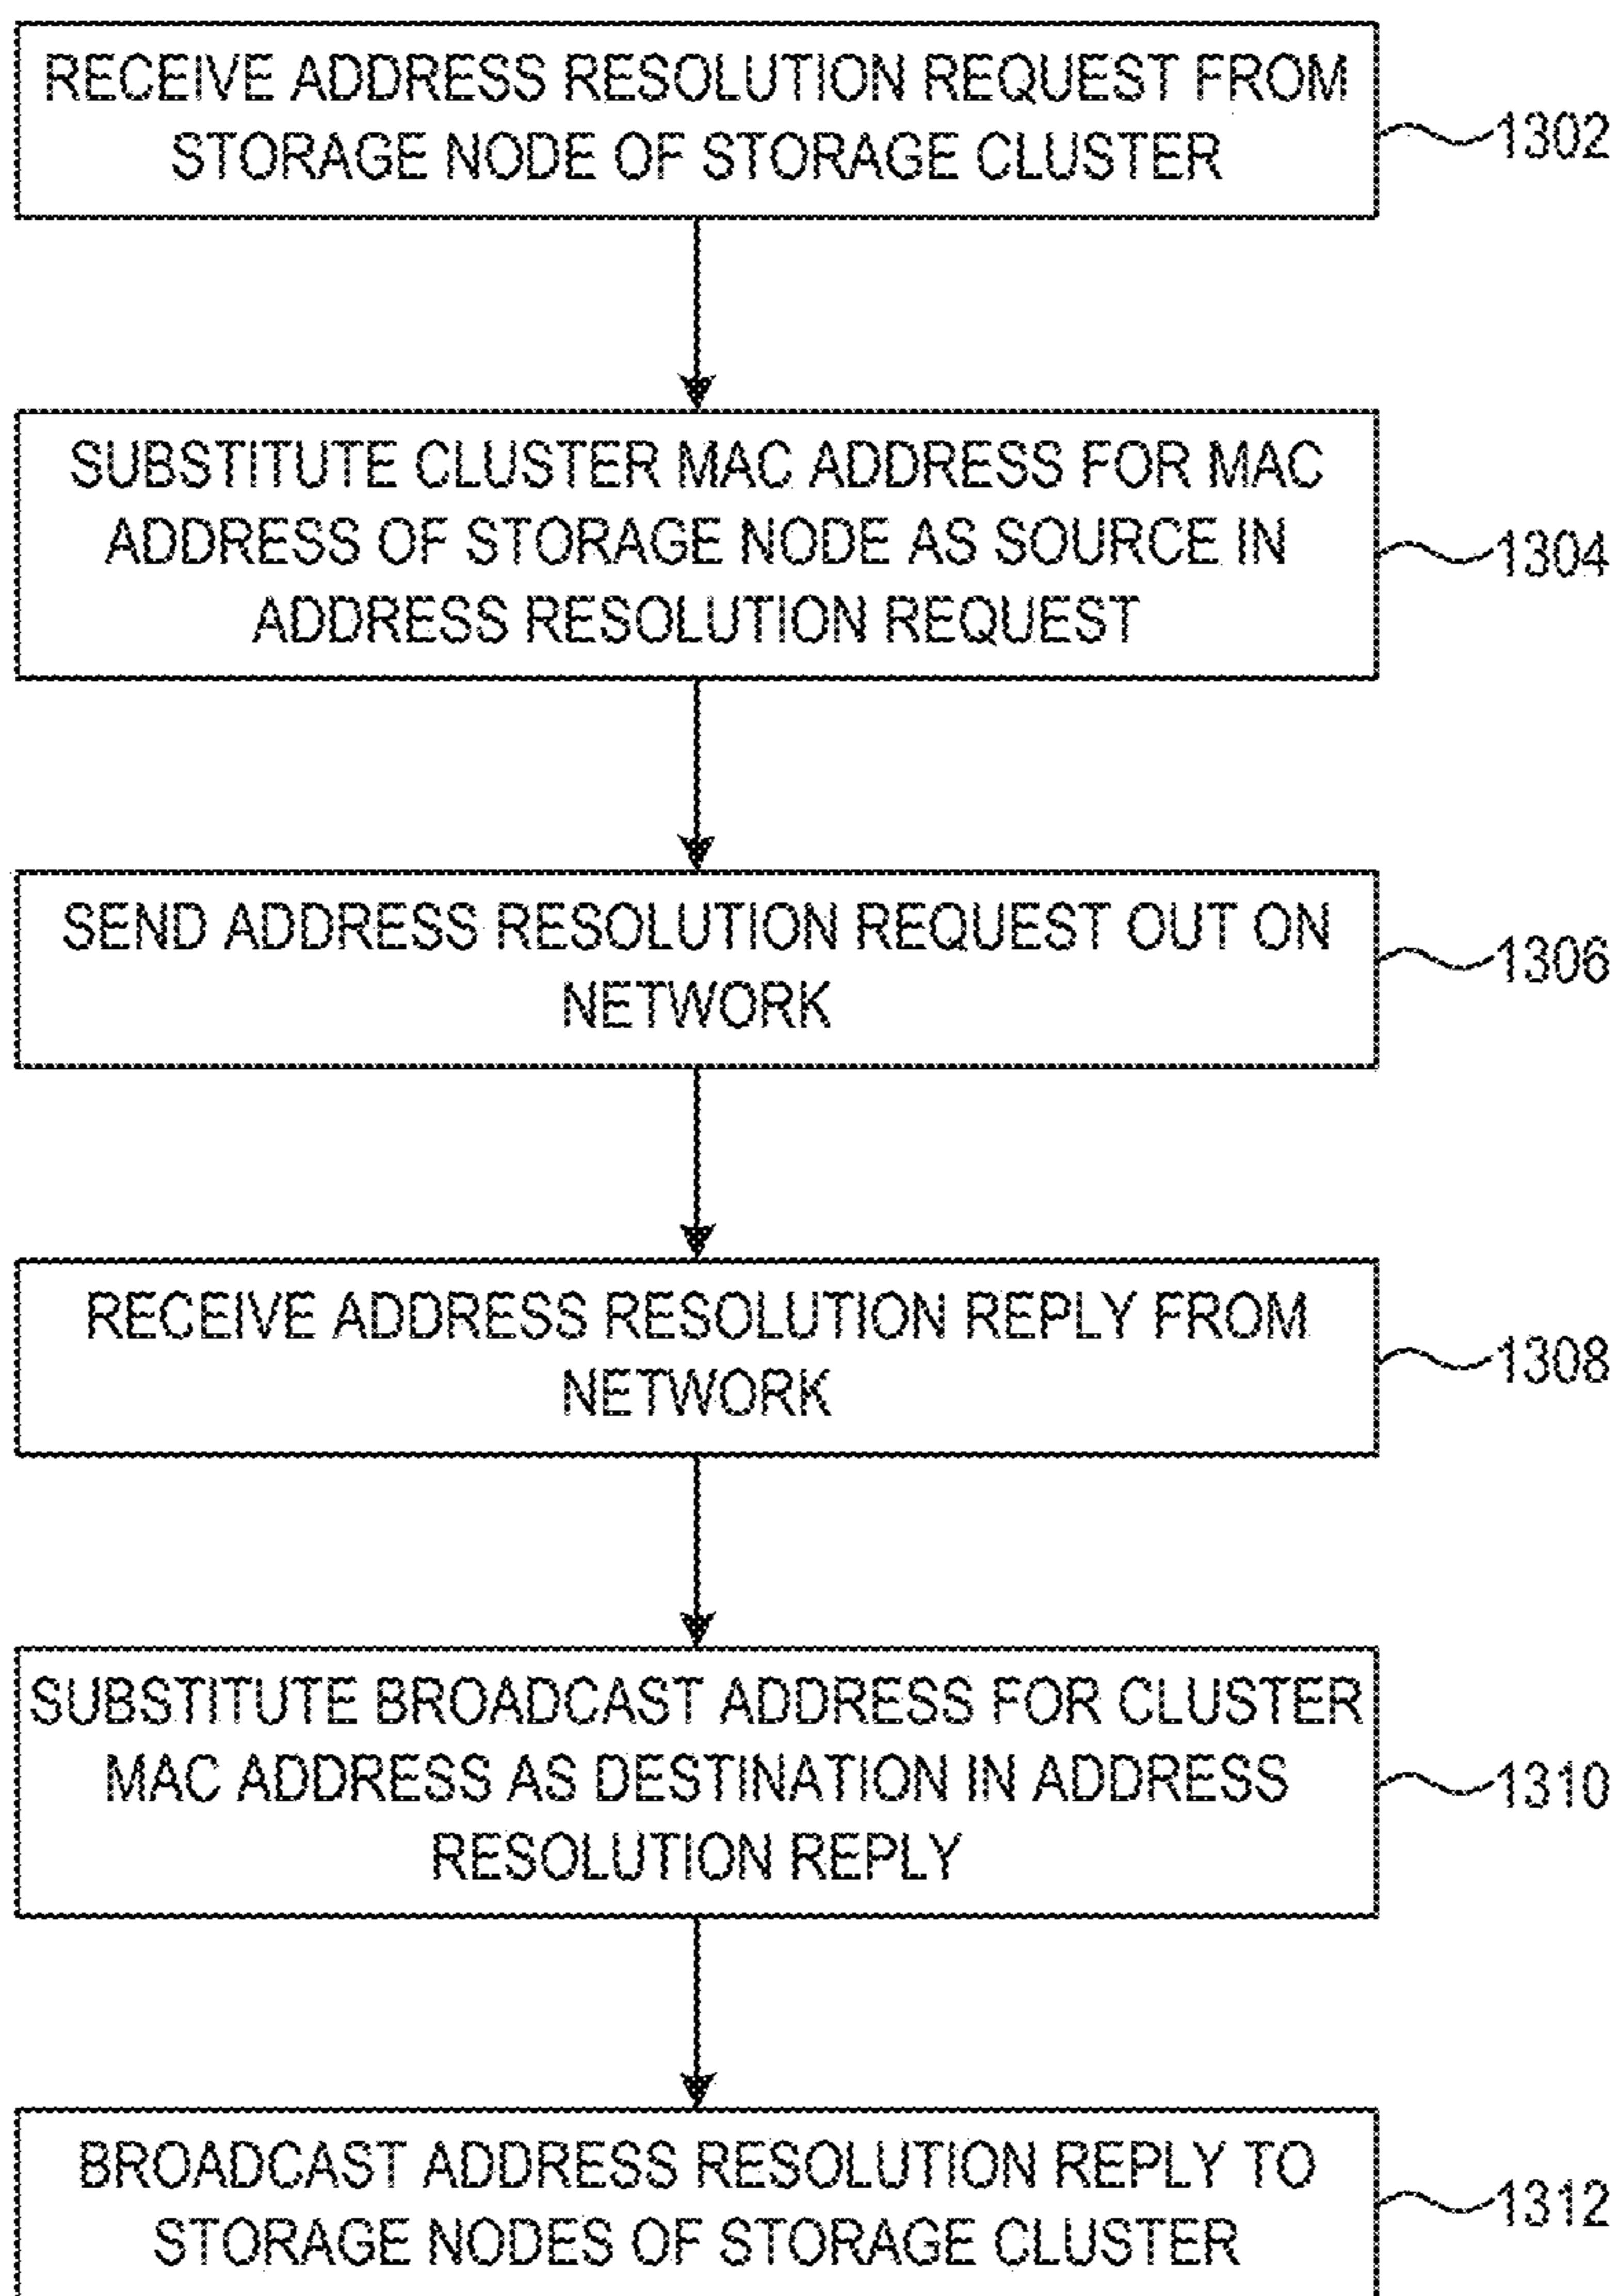 RECEIVE ADDRESS RESOLUTION REQUEST FROM
STORAGE NODE OF STORAGE CLUSTER
1302
SUBSTITUTE CLUSTER MAC ADDRESS FOR MAC
ADDRESS OF STORAGE NODE AS SOURCE IN
ADDRESS RESOLUTION REQUEST
1304
SEND ADDRESS RESOLUTION REQUEST OUT ON
NETWORK
1306
RECEIVE ADDRESS RESOLUTION REPLY FROM
NETWORK
1308
SUBSTITUTE BROADCAST ADDRESS FOR CLUSTER
MAC ADDRESS AS DESTINATION IN ADDRESS
RESOLUTION REPLY
1310
BROADCAST ADDRESS RESOLUTION REPLY TO
STORAGE NODES OF STORAGE CLUSTER
1312